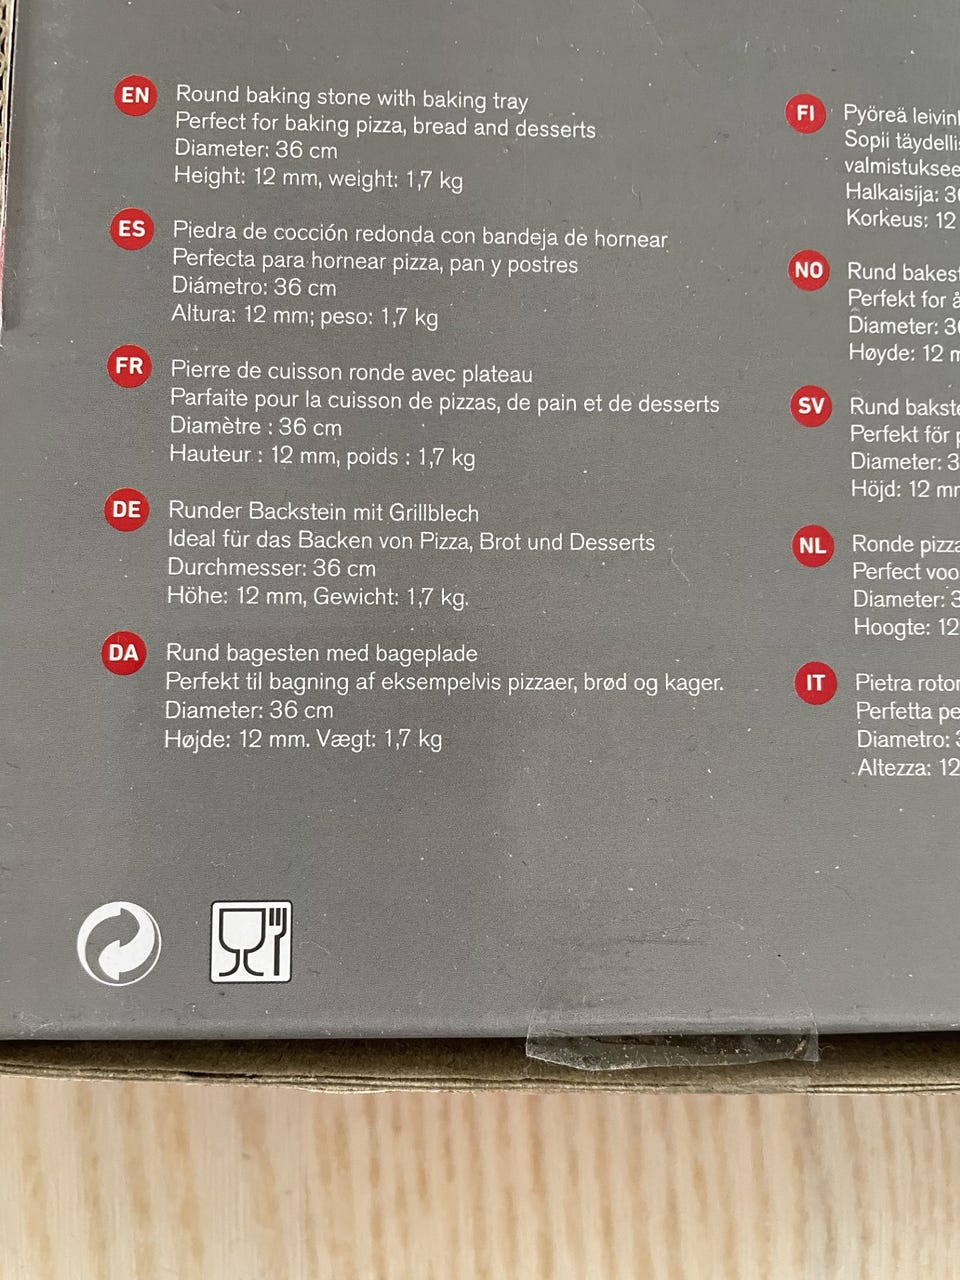 EN
Round baking stone with baking tray
Perfect for baking pizza, bread and desserts
Diameter: 36 cm
Height: 12 mm, weight: 1,7 kg
ES
Piedra de cocción redonda con bandeja de hornear
Perfecta para hornear pizza, pan y postres
Diámetro: 36 cm
Altura: 12 mm; peso: 1,7 kg
FR
Pierre de cuisson ronde avec plateau
Parfaite pour la cuisson de pizzas, de pain et de desserts
Diamètre : 36 cm
Hauteur : 12 mm, poids : 1,7 kg
DE
Runder Backstein mit Grillblech
Ideal für das Backen von Pizza, Brot und Desserts
Durchmesser: 36 cm
Höhe: 12 mm, Gewicht: 1,7 kg.
DA
Rund bagesten med bageplade
Perfekt til bagning af eksempelvis pizzaer, brød og kager.
Diameter: 36 cm
Højde: 12 mm. Vægt: 1,7 kg
FI
Pyöreä
Sopii
Halkaisija:
Korkeus: 12
NO
Rund
Perfekt for
Diameter:
Høyde: 12
SV
Rund
Perfekt för
Diameter:
Höjd: 12
NL
Ronde
Perfect
Diameter:
Hoogte: 12
IT
Pietra
Perfetta
Diametro:
Altezza: 12